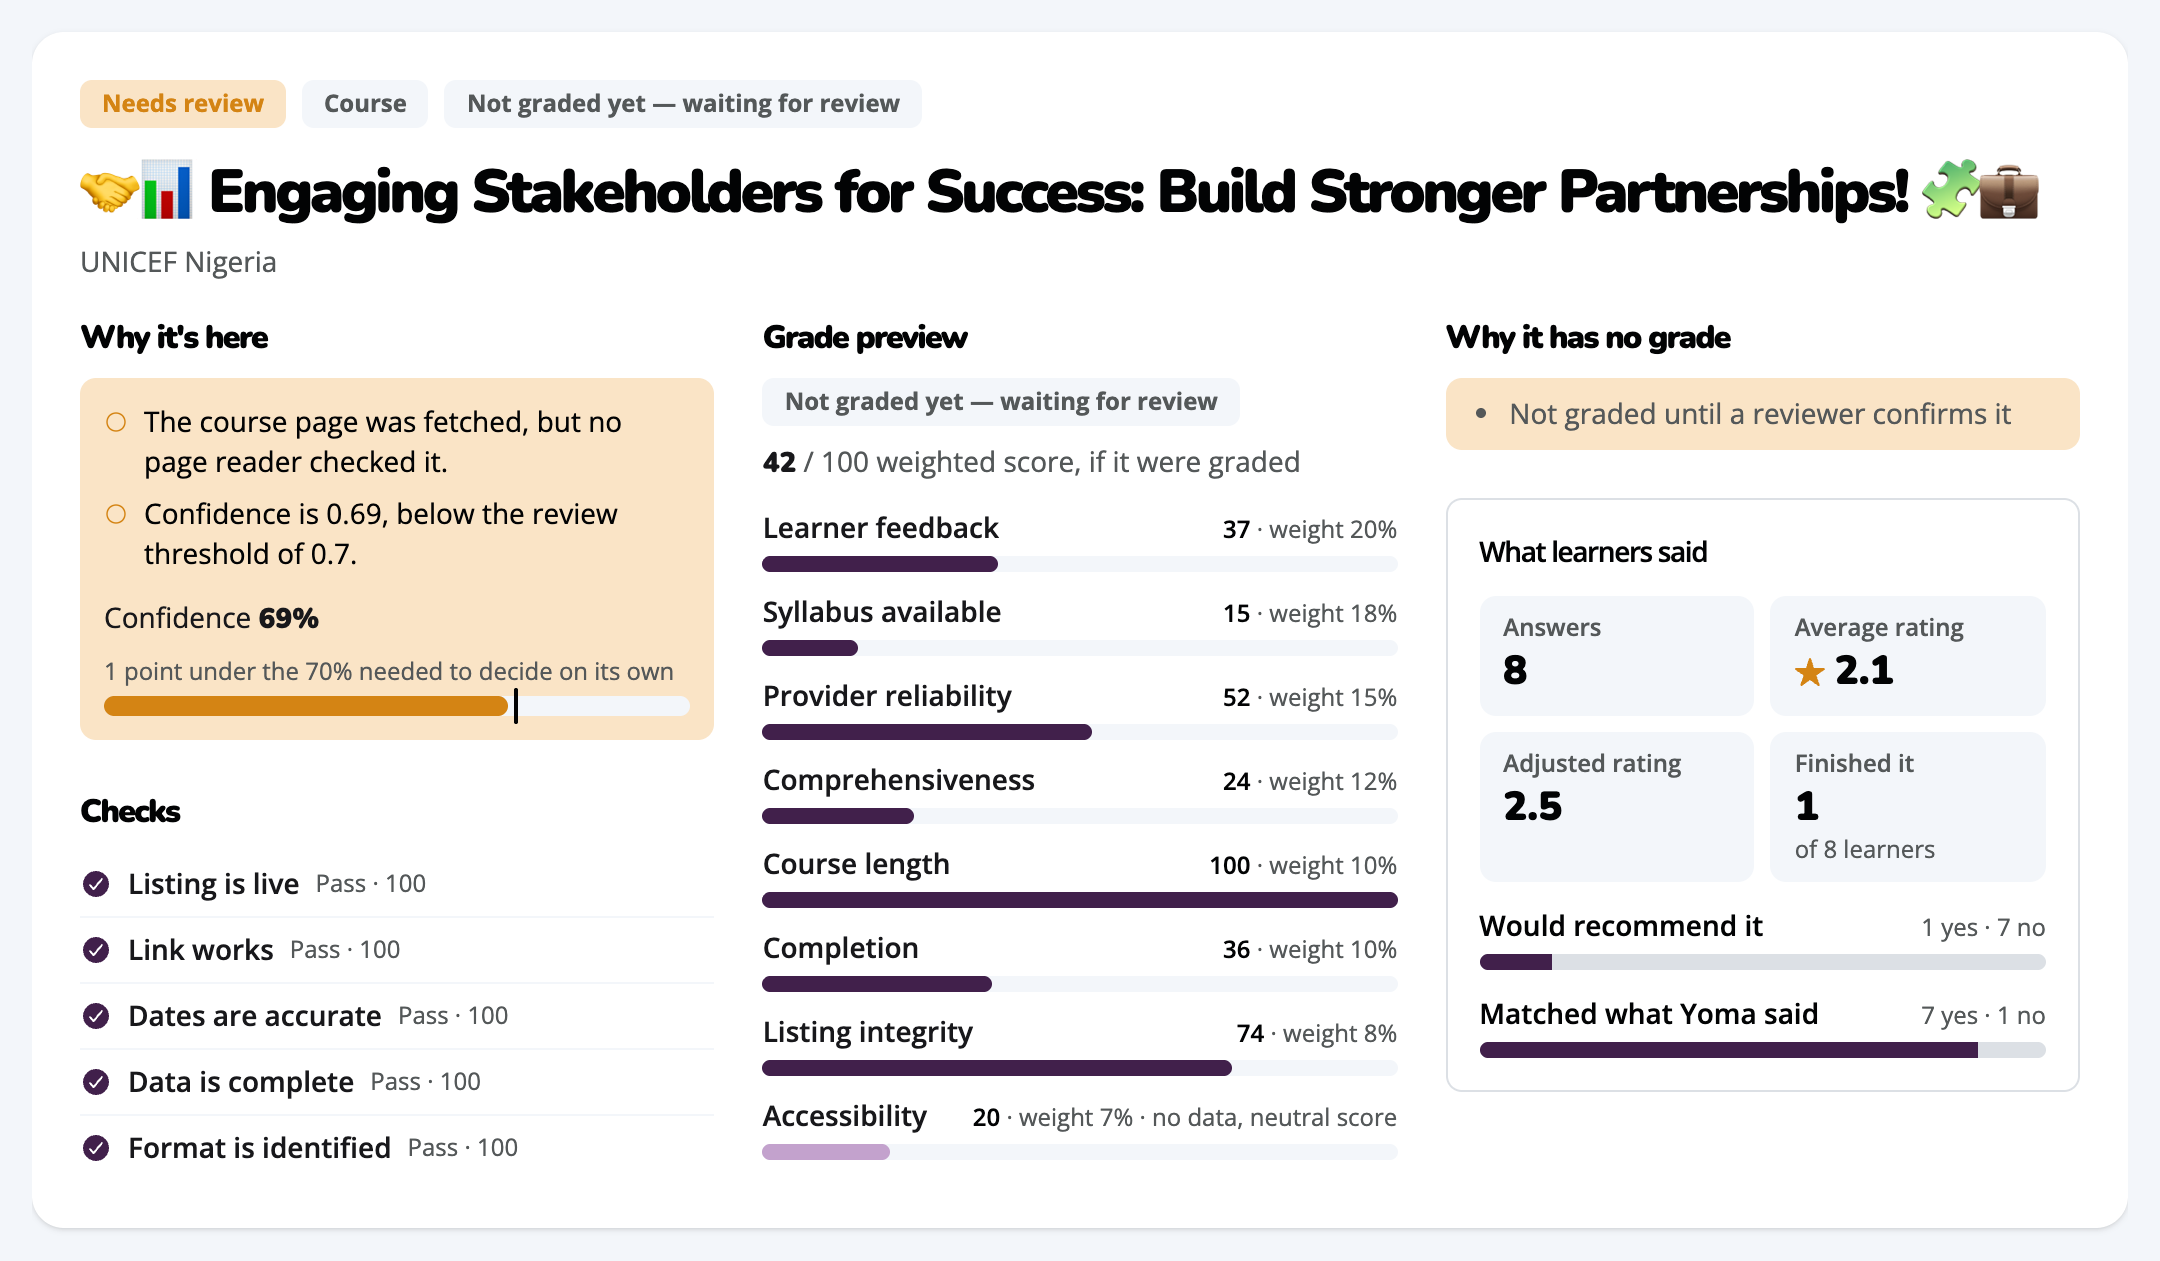 Needs review
Course
Not graded yet — waiting for review
🤝📊 Engaging Stakeholders for Success: Build Stronger Partnerships! 🧩💼
UNICEF Nigeria
Why it's here
The course page was fetched, but no
page reader checked it.
Confidence is 0.69, below the review
threshold of 0.7.
Confidence 69%
1 point under the 70% needed to decide on its own
Checks
Listing is live Pass · 100
Link works Pass · 100
Dates are accurate Pass · 100
Data is complete Pass · 100
Format is identified Pass · 100
Grade preview
Not graded yet — waiting for review
42 / 100 weighted score, if it were graded
Learner feedback 37 · weight 20%
Syllabus available 15 · weight 18%
Provider reliability 52 · weight 15%
Comprehensiveness 24 · weight 12%
Course length 100 · weight 10%
Completion 36 · weight 10%
Listing integrity 74 · weight 8%
Accessibility 20 · weight 7% · no data, neutral score
Why it has no grade
• Not graded until a reviewer confirms it
What learners said
Answers
8
Average rating
★ 2.1
Adjusted rating
2.5
Finished it
1
of 8 learners
Would recommend it 1 yes · 7 no
Matched what Yoma said 7 yes · 1 no